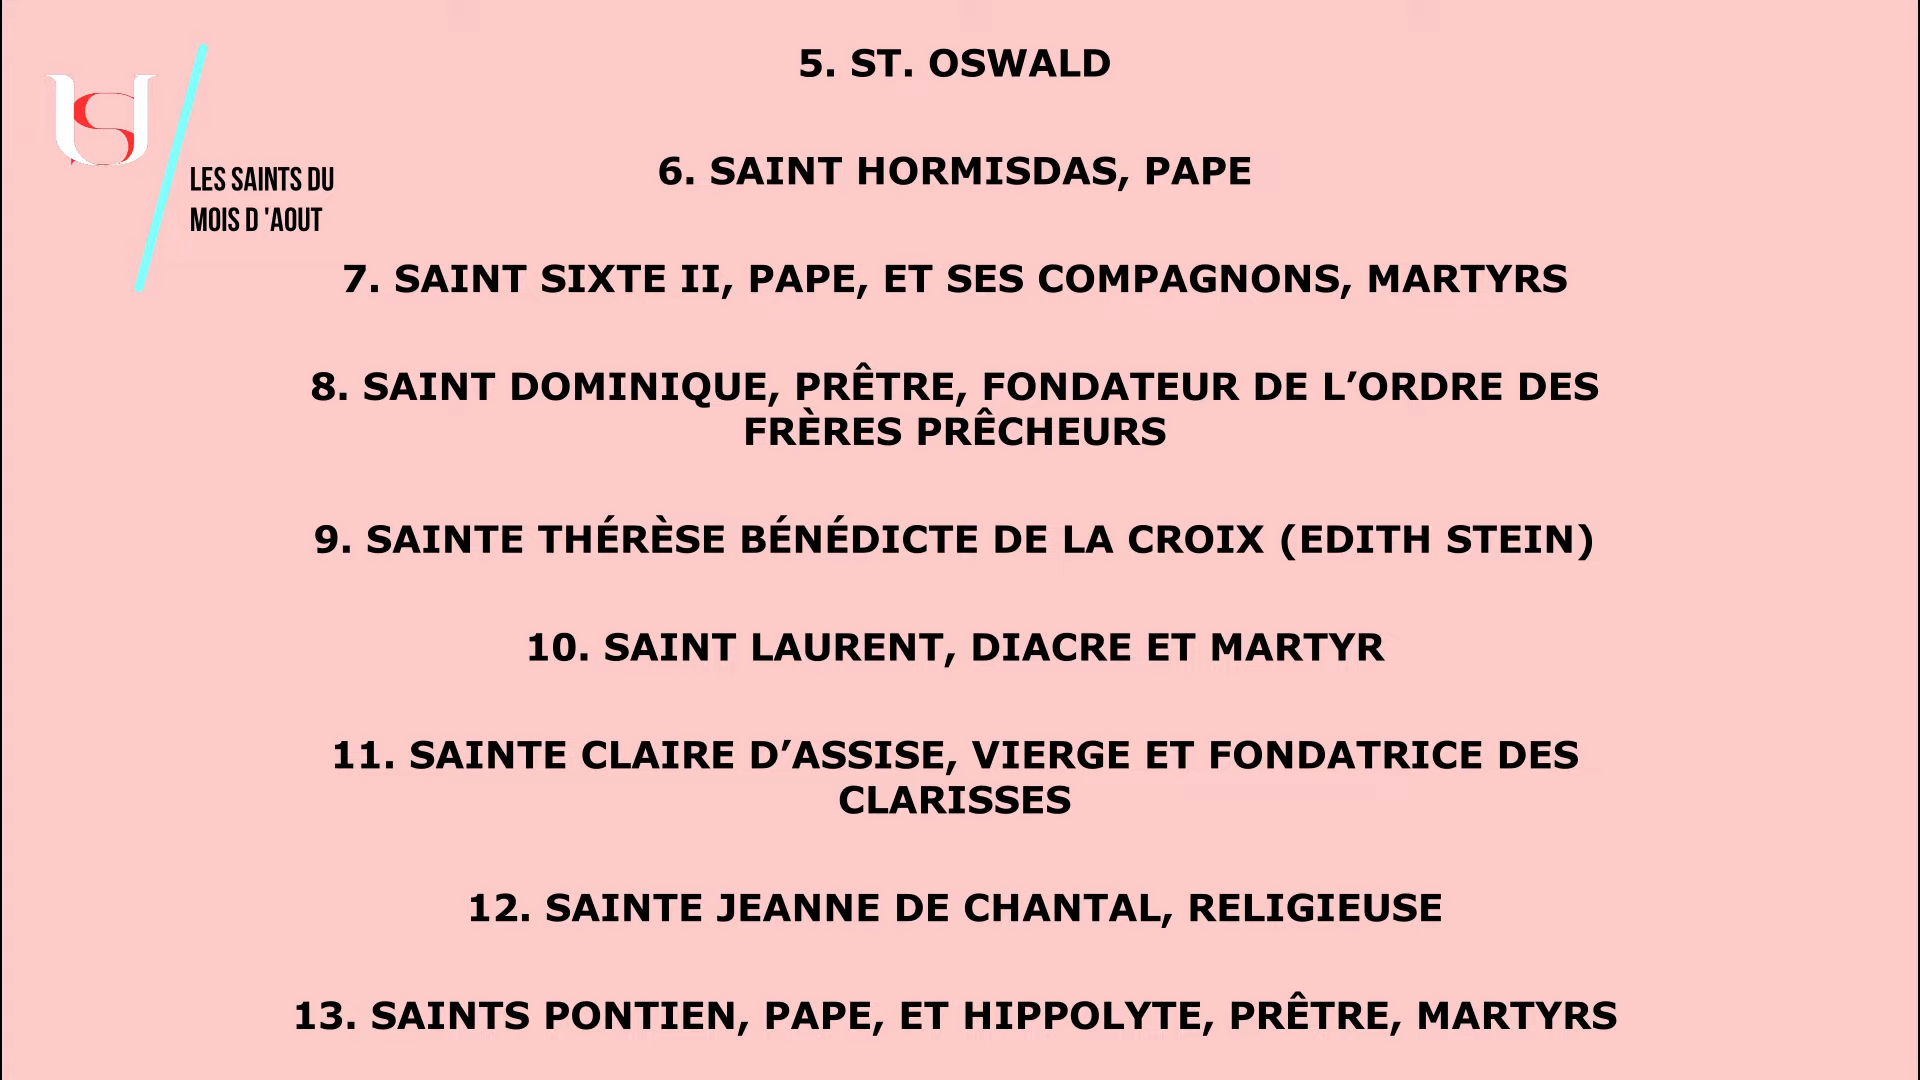 LES SAINTS DU
MOIS D 'AOUT
5. ST. OSWALD
6. SAINT HORMISDAS, PAPE
7. SAINT SIXTE II, PAPE, ET SES COMPAGNONS, MARTYRS
8. SAINT DOMINIQUE, PRÊTRE, FONDATEUR DE L’ORDRE DES
FRÈRES PRÊCHEURS
9. SAINTE THÉRÈSE BÉNÉDICTE DE LA CROIX (EDITH STEIN)
10. SAINT LAURENT, DIACRE ET MARTYR
11. SAINTE CLAIRE D’ASSISE, VIERGE ET FONDATRICE DES
CLARISSES
12. SAINTE JEANNE DE CHANTAL, RELIGIEUSE
13. SAINTS PONTIEN, PAPE, ET HIPPOLYTE, PRÊTRE, MARTYRS